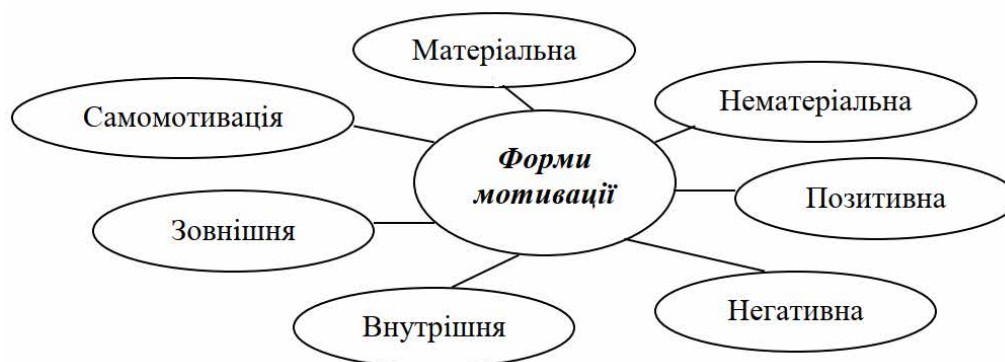 Матеріальна
Нематеріальна
Самомотивація
Форми
мотивації
Позитивна
Зовнішня
Негативна
Внутрішня